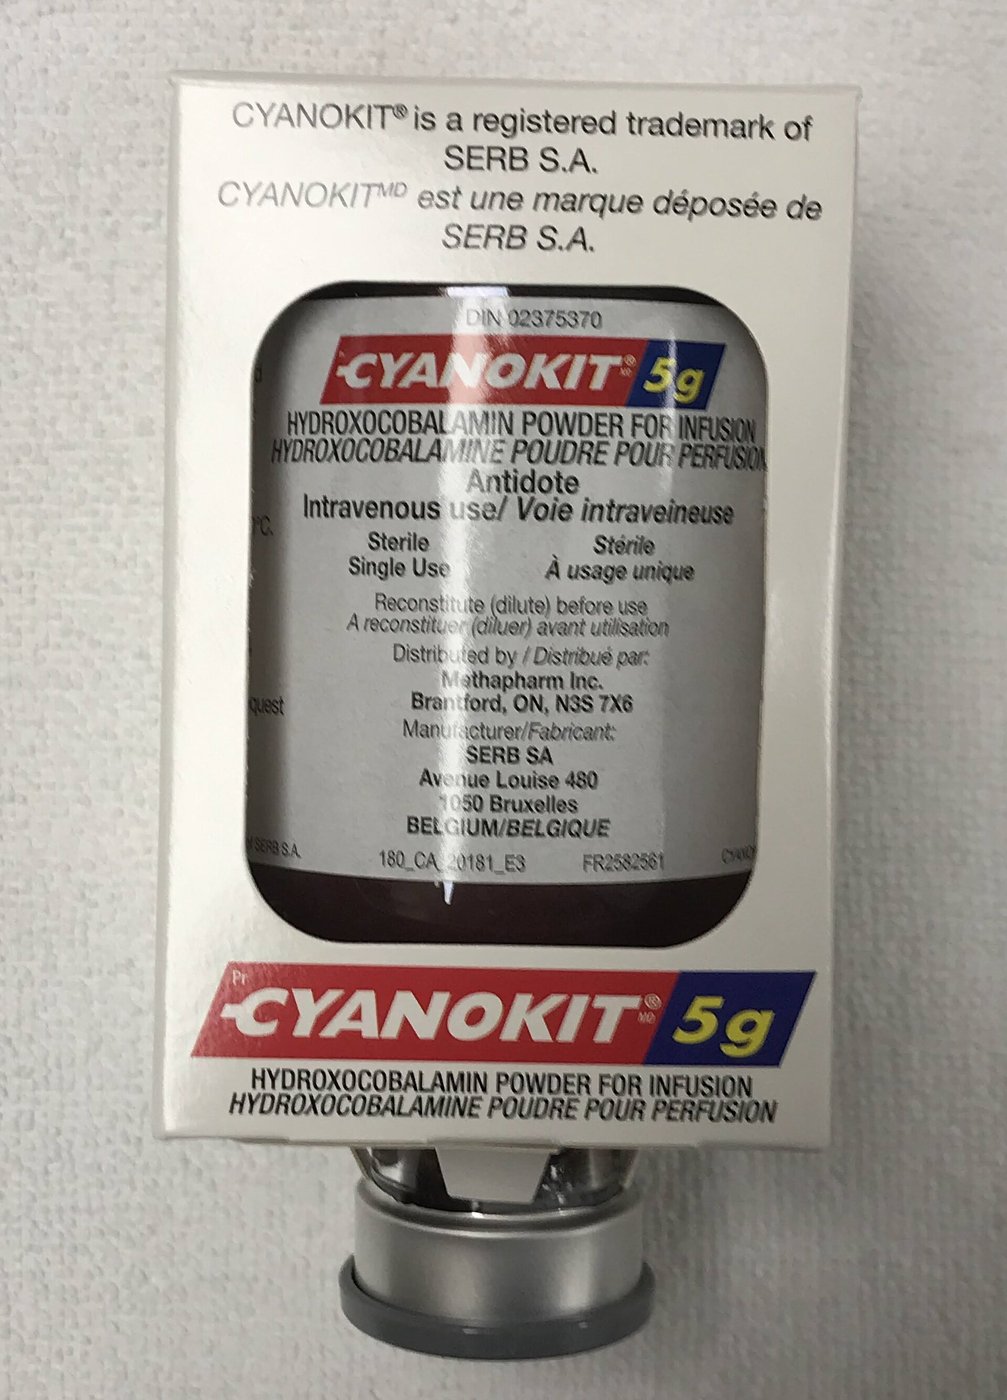 CYANOKIT® is a registered trademark of
SERB S.A.
CYANOKITᴹᴰ est une marque déposée de
SERB S.A.
DIN 02375370
CYANOKIT® MD 5g
HYDROXOCOBALAMIN POWDER FOR INFUSION
HYDROXOCOBALAMINE POUDRE POUR PERFUSION
Antidote
Intravenous use/ Voie intraveineuse
Sterile Stérile
Single Use À usage unique
Reconstitute (dilute) before use
A reconstituer (diluer) avant utilisation
Distributed by / Distribué par:
Methapharm Inc.
Brantford, ON, N3S 7X6
Manufacturer/Fabricant:
SERB SA
Avenue Louise 480
1050 Bruxelles
BELGIUM/BELGIQUE
°C.
quest
SERB S.A.
180_CA_20181_E3 FR2582561
Pr CYANOKIT® MD 5g
HYDROXOCOBALAMIN POWDER FOR INFUSION
HYDROXOCOBALAMINE POUDRE POUR PERFUSION